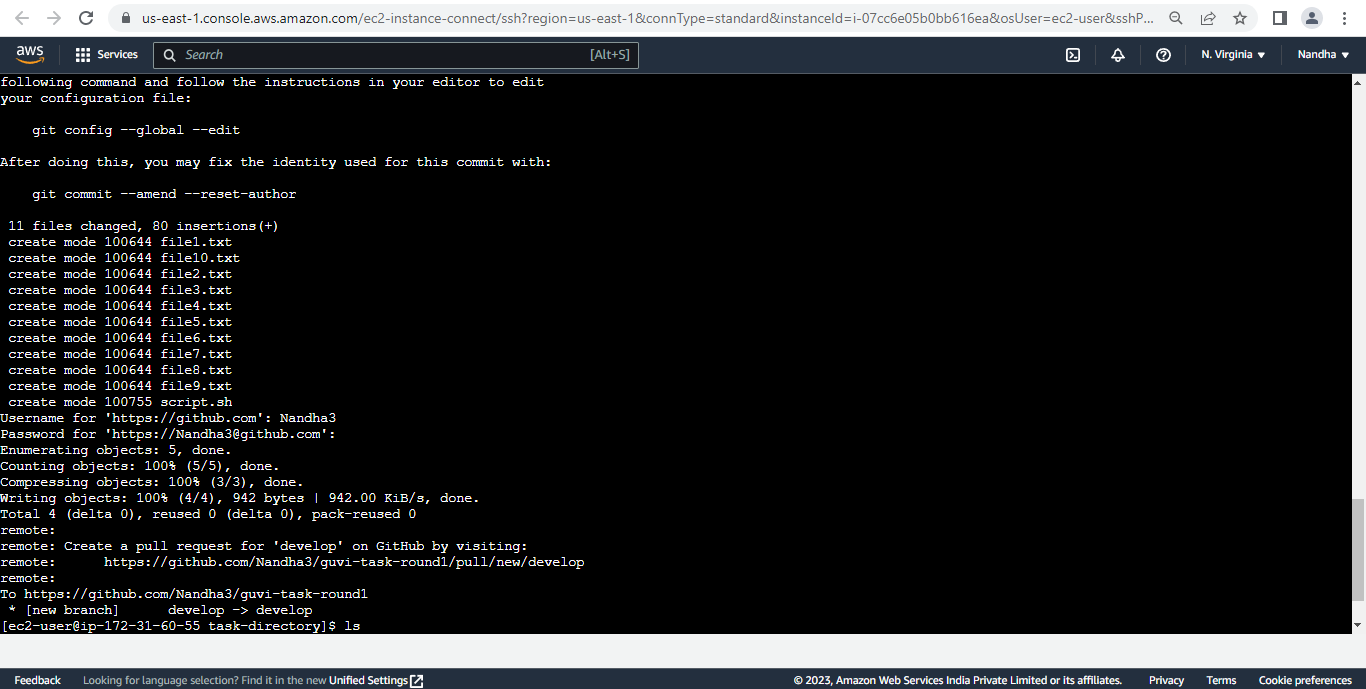 us-east-1.console.aws.amazon.com/ec2-instance-connect/ssh?region=us-east-1&connType=standard&instanceId=i-07cc6e05b0bb616ea&osUser=ec2-user&sshP...
aws Services Search [Alt+S] N. Virginia Nandha
following command and follow the instructions in your editor to edit
your configuration file:
git config --global --edit
After doing this, you may fix the identity used for this commit with:
git commit --amend --reset-author
11 files changed, 80 insertions(+)
create mode 100644 file1.txt
create mode 100644 file10.txt
create mode 100644 file2.txt
create mode 100644 file3.txt
create mode 100644 file4.txt
create mode 100644 file5.txt
create mode 100644 file6.txt
create mode 100644 file7.txt
create mode 100644 file8.txt
create mode 100644 file9.txt
create mode 100755 script.sh
Username for 'https://github.com': Nandha3
Password for 'https://Nandha3@github.com':
Enumerating objects: 5, done.
Counting objects: 100% (5/5), done.
Compressing objects: 100% (3/3), done.
Writing objects: 100% (4/4), 942 bytes | 942.00 KiB/s, done.
Total 4 (delta 0), reused 0 (delta 0), pack-reused 0
remote:
remote: Create a pull request for 'develop' on GitHub by visiting:
remote:      https://github.com/Nandha3/guvi-task-round1/pull/new/develop
remote:
To https://github.com/Nandha3/guvi-task-round1
* [new branch]      develop -> develop
[ec2-user@ip-172-31-60-55 task-directory]$ ls
Feedback Looking for language selection? Find it in the new Unified Settings © 2023, Amazon Web Services India Private Limited or its affiliates. Privacy Terms Cookie preferences